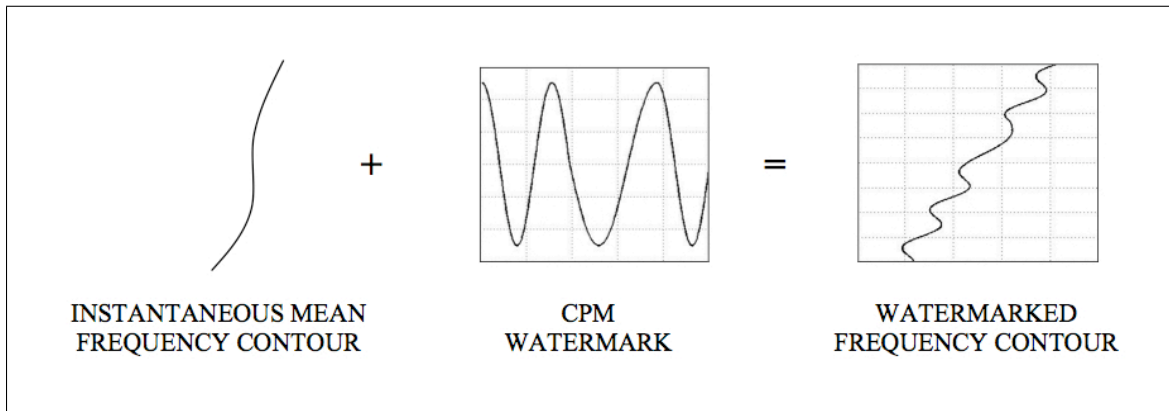 +
=
INSTANTANEOUS MEAN
FREQUENCY CONTOUR
CPM
WATERMARK
WATERMARKED
FREQUENCY CONTOUR